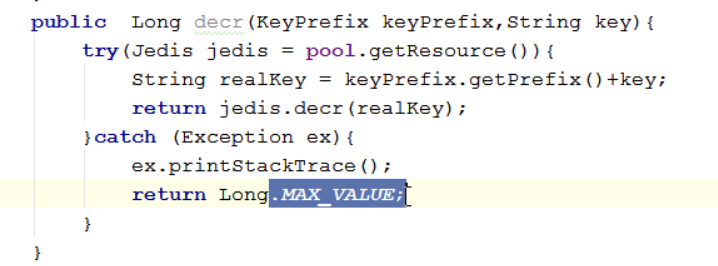 public Long decr(KeyPrefix keyPrefix,String key){
try(Jedis jedis = pool.getResource()){
String realKey = keyPrefix.getPrefix()+key;
return jedis.decr(realKey);
}catch (Exception ex){
ex.printStackTrace();
return Long.MAX_VALUE;
}
}